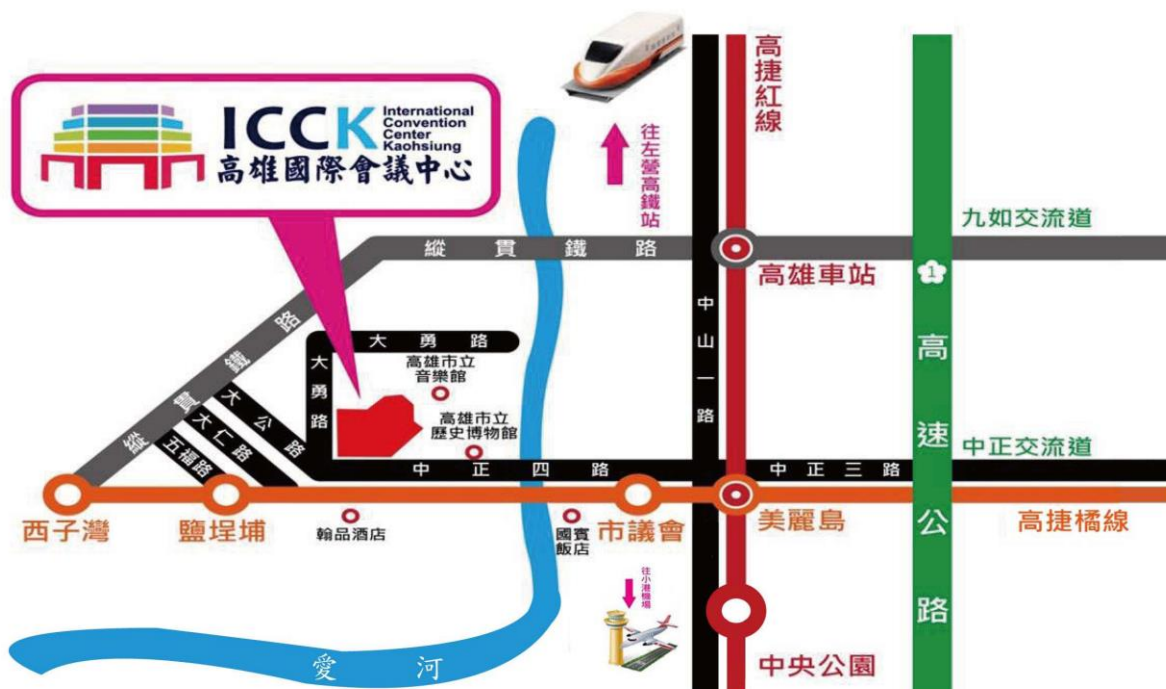 ICCK
International
Convention
Center
Kaohsiung
高雄國際會議中心
往左營高鐵站
高捷紅線
九如交流道
縱貫鐵路
高雄車站
1
高速公路
中山一路
縱貫鐵路
大勇路
大勇路
高雄市立
音樂館
高雄市立
歷史博物館
大公路
大仁路
五福路
中正四路
中正三路
中正交流道
西子灣
鹽埕埔
翰品酒店
國賓
飯店
市議會
美麗島
高捷橘線
往小港機場
中央公園
愛河